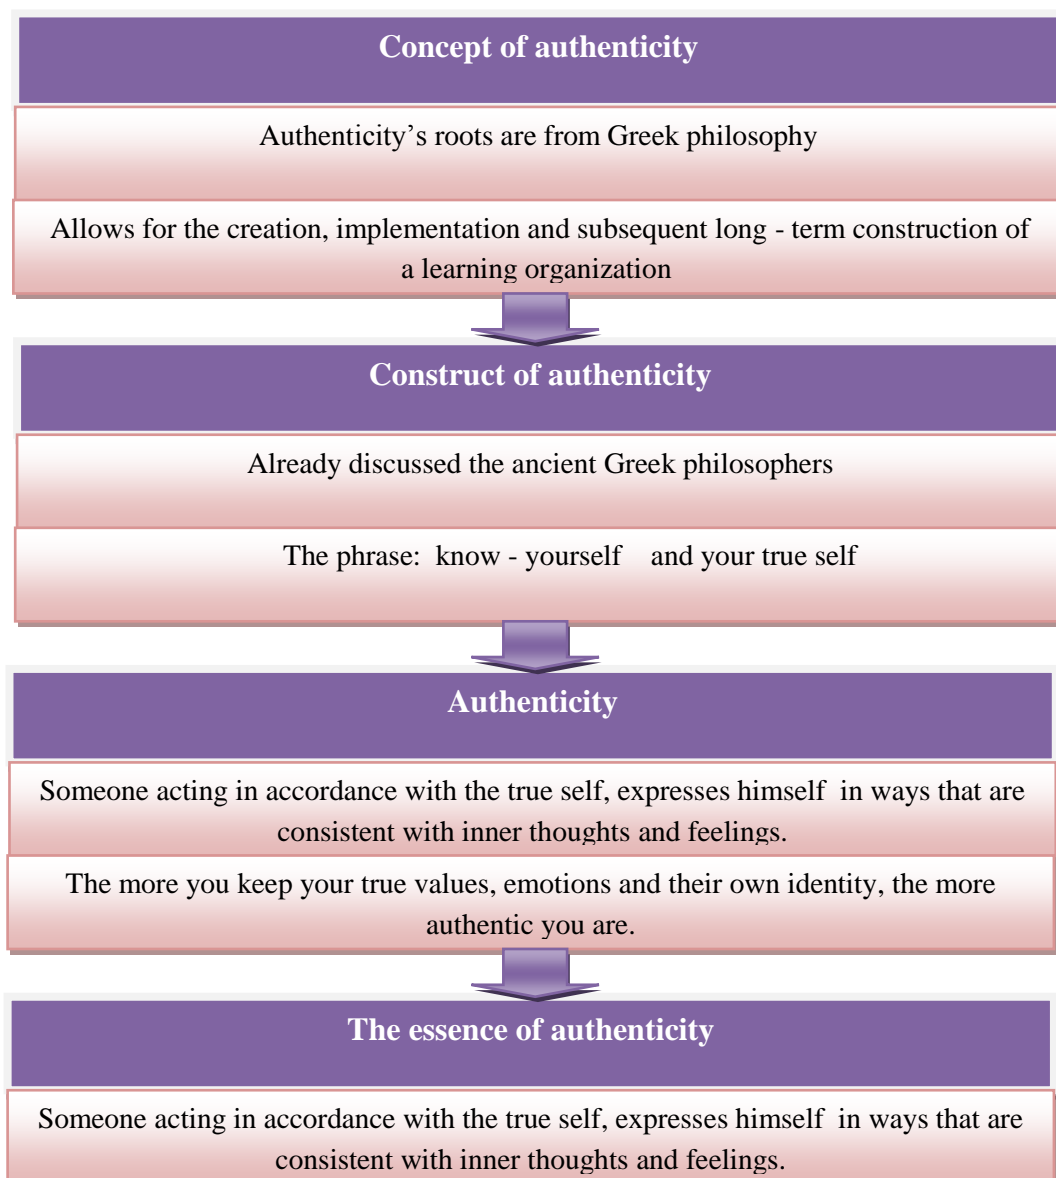 Concept of authenticity
Authenticity’s roots are from Greek philosophy
Allows for the creation, implementation and subsequent long - term construction of
a learning organization
Construct of authenticity
Already discussed the ancient Greek philosophers
The phrase:  know - yourself    and your true self
Authenticity
Someone acting in accordance with the true self, expresses himself  in ways that are
consistent with inner thoughts and feelings.
The more you keep your true values, emotions and their own identity, the more
authentic you are.
The essence of authenticity
Someone acting in accordance with the true self, expresses himself  in ways that are
consistent with inner thoughts and feelings.